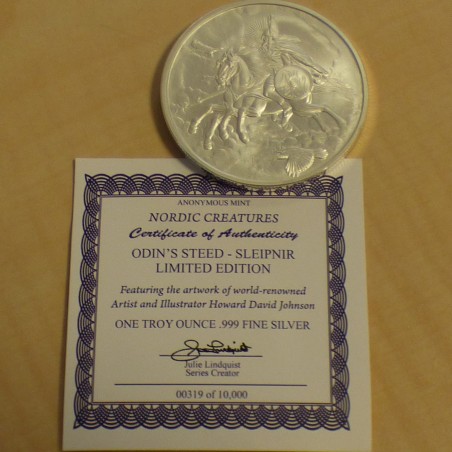 ANONYMOUS MINT
NORDIC CREATURES
Certificate of Authenticity
ODIN'S STEED - SLEIPNIR
LIMITED EDITION
Featuring the artwork of world-renowned
Artist and Illustrator Howard David Johnson
ONE TROY OUNCE .999 FINE SILVER
Julie Lindquist
Julie Lindquist
Series Creator
00319 of 10,000